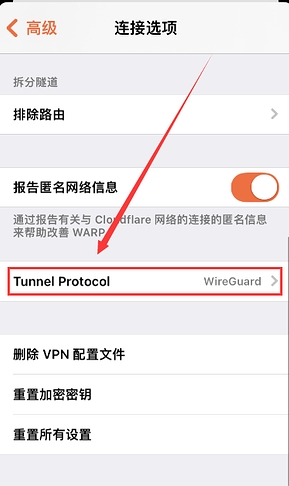 高级
连接选项
拆分隧道
排除路由
报告匿名网络信息
通过报告有关与 Cloudflare 网络的连接的匿名信息
来帮助改善 WARP
Tunnel Protocol WireGuard
删除 VPN 配置文件
重置加密密钥
重置所有设置